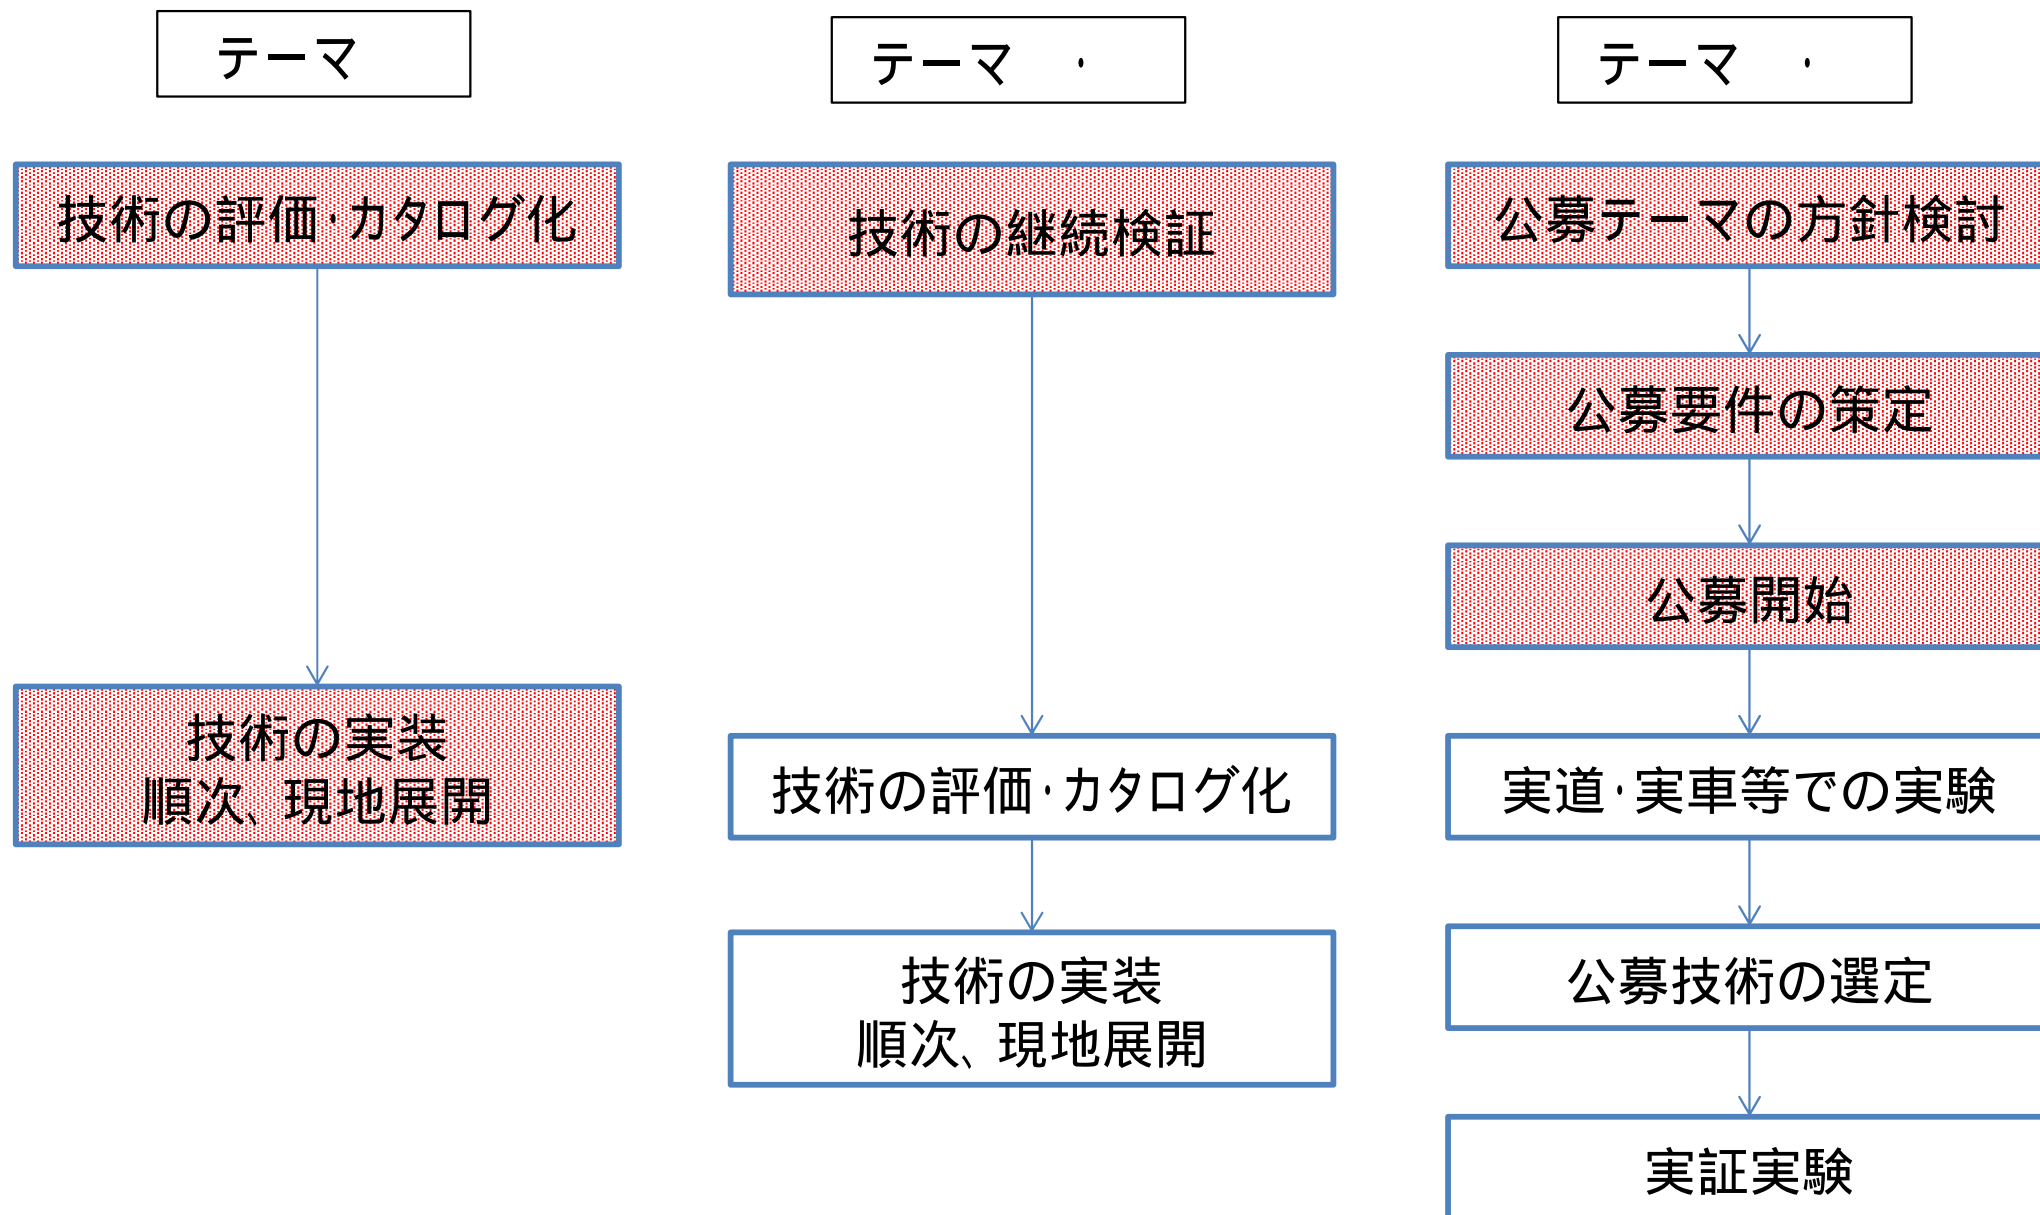 テーマ
技術の評価・カタログ化
技術の実装
順次、現地展開
テーマ　・
技術の継続検証
技術の評価・カタログ化
技術の実装
順次、現地展開
テーマ　・
公募テーマの方針検討
公募要件の策定
公募開始
実道・実車等での実験
公募技術の選定
実証実験